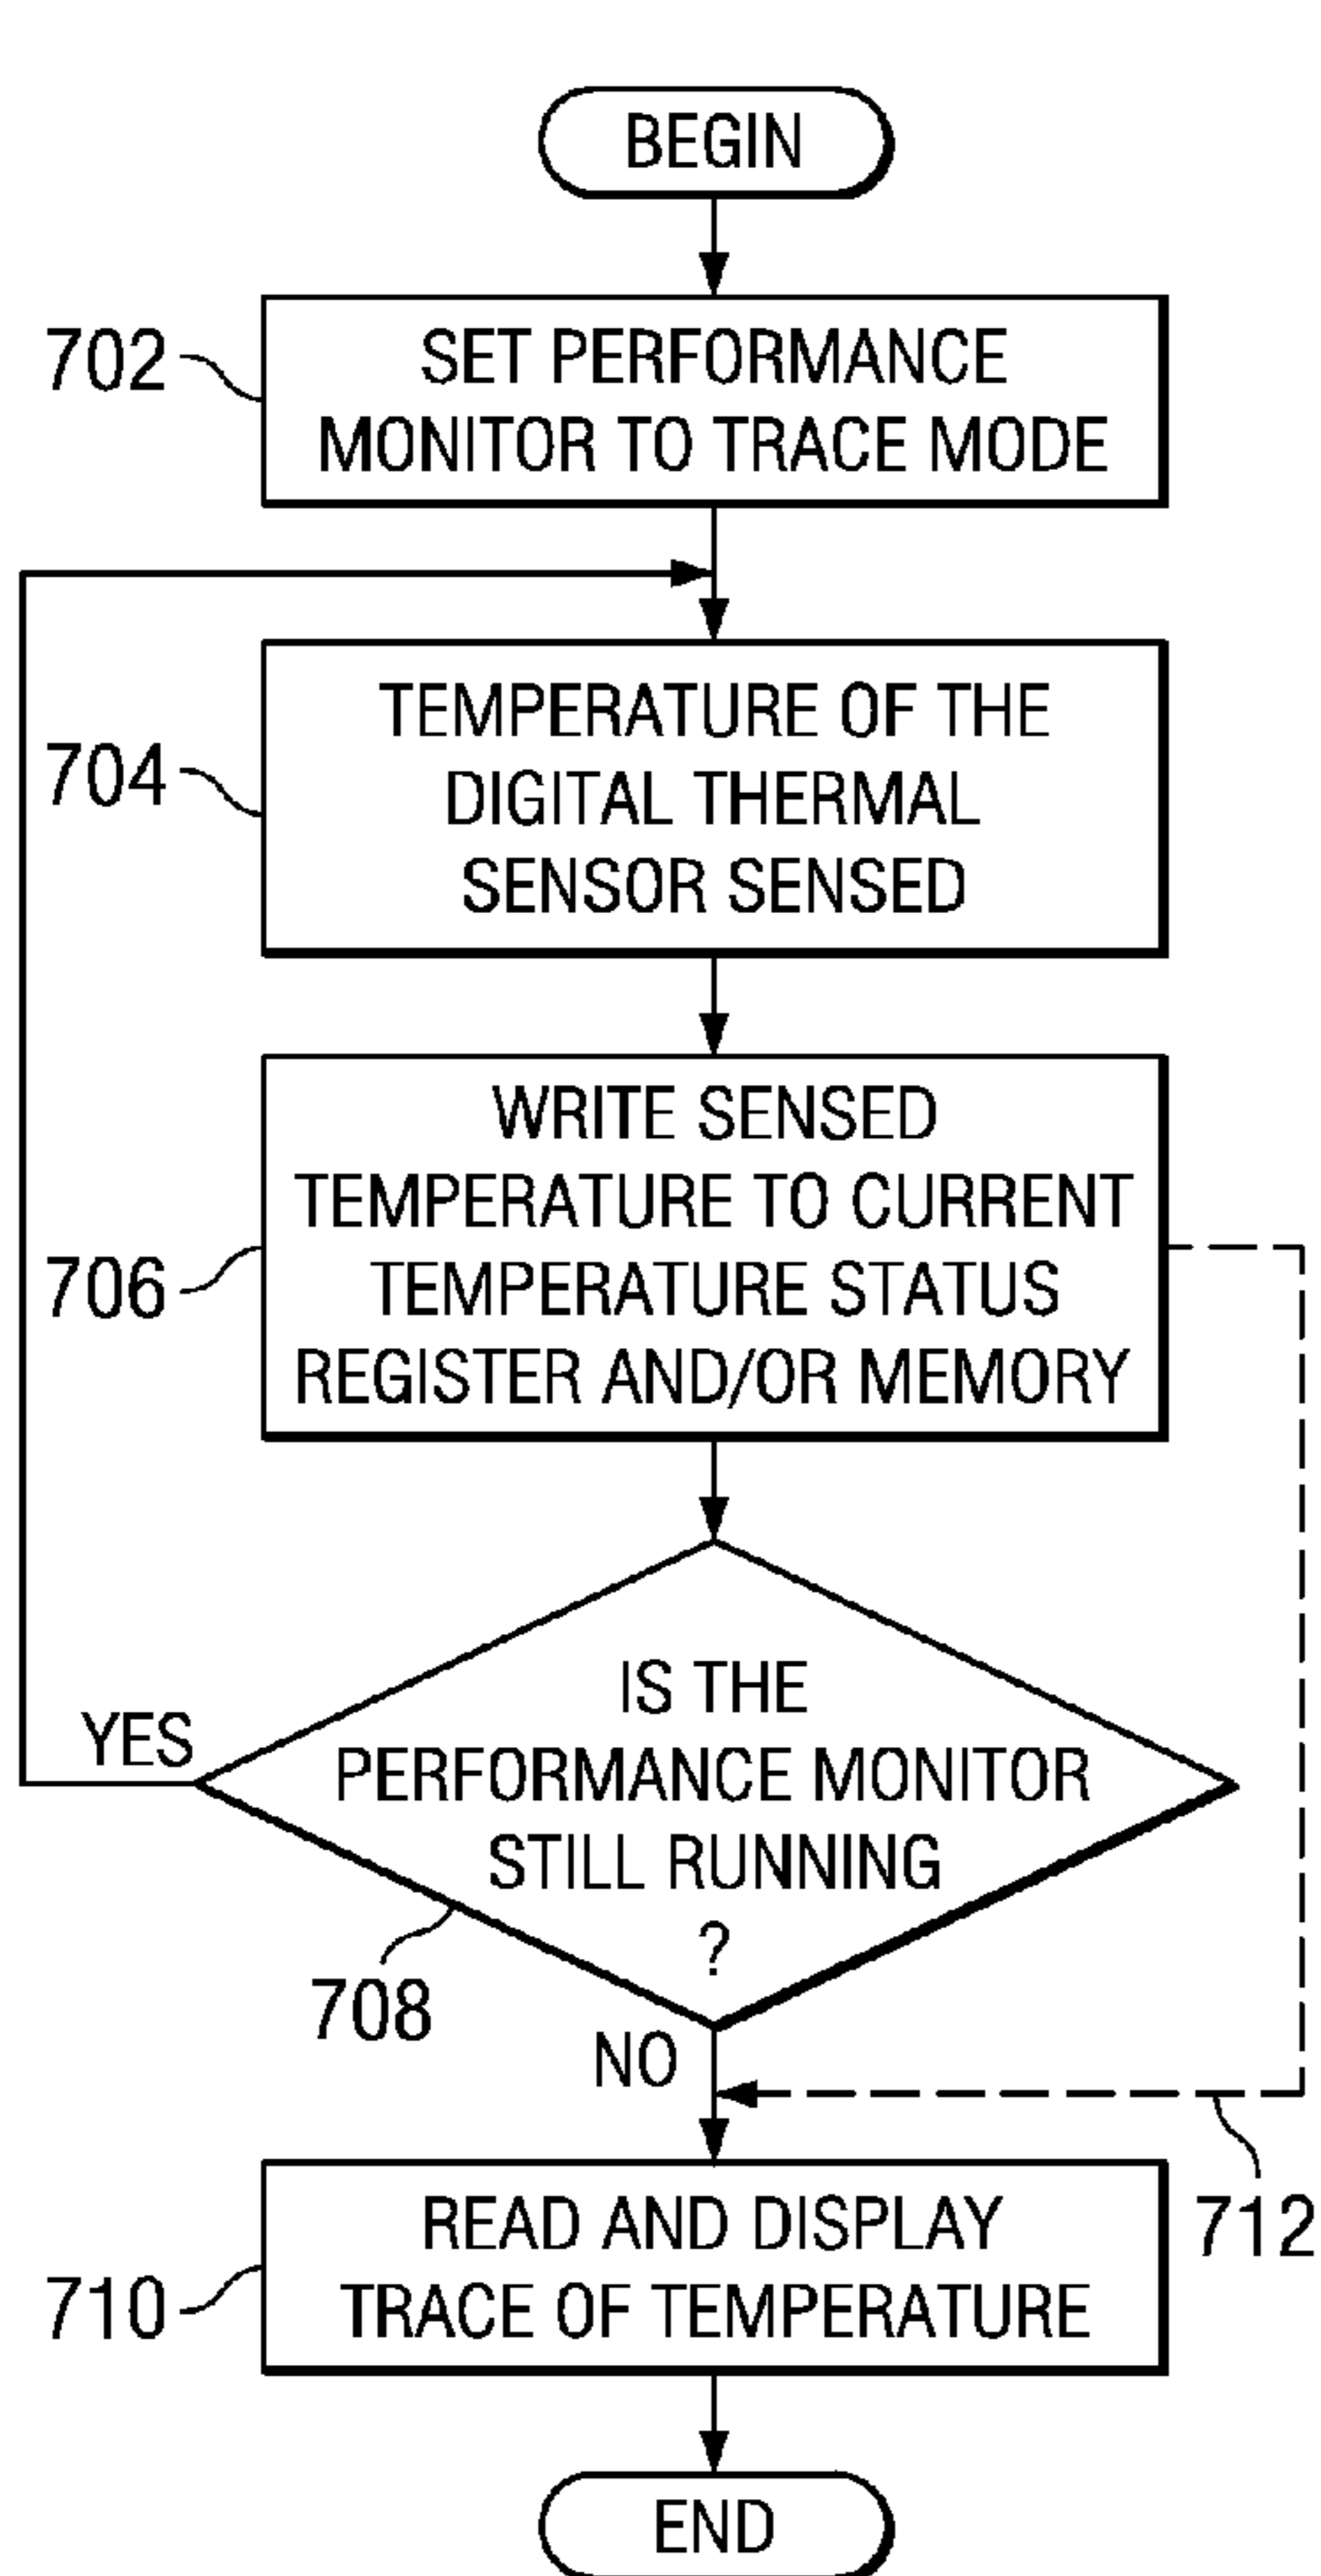 BEGIN
702
SET PERFORMANCE
MONITOR TO TRACE MODE
704
TEMPERATURE OF THE
DIGITAL THERMAL
SENSOR SENSED
706
WRITE SENSED
TEMPERATURE TO CURRENT
TEMPERATURE STATUS
REGISTER AND/OR MEMORY
YES
IS THE
PERFORMANCE MONITOR
STILL RUNNING
?
708
NO
712
710
READ AND DISPLAY
TRACE OF TEMPERATURE
END